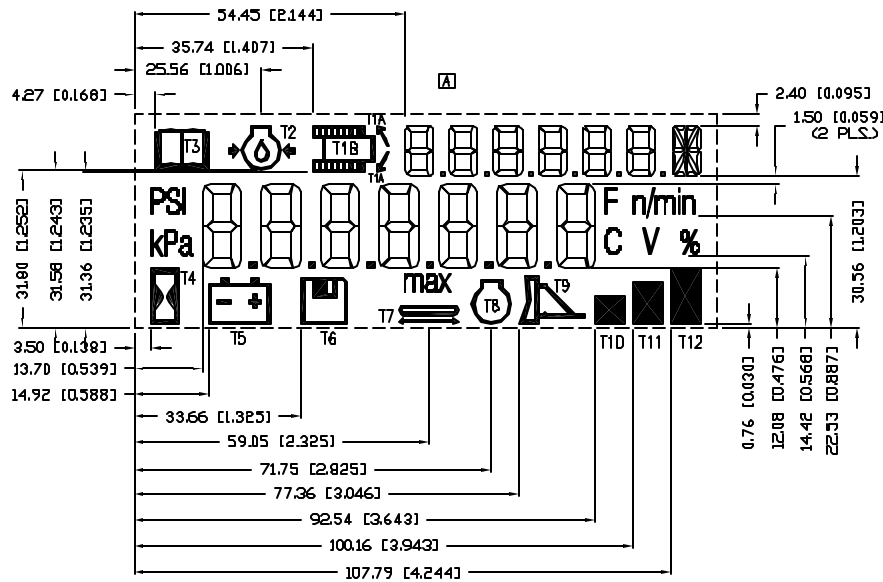 54.45 [2.144]
35.74 [1.407]
25.56 [1.006]
4.27 [0.168]
A
2.40 [0.095]
1.50 [0.059]
(2 PLS.)
T1A
T2
T3
T1B
T1A
PSI
F n/min
kPa
C V %
31.80 [1.252]
31.58 [1.243]
31.36 [1.235]
30.56 [1.203]
T4
max
T9
T8
T7
T5
T6
T10 T11 T12
3.50 [0.138]
13.70 [0.539]
14.92 [0.588]
33.66 [1.325]
59.05 [2.325]
71.75 [2.825]
77.36 [3.046]
92.54 [3.643]
100.16 [3.943]
107.79 [4.244]
0.76 [0.030]
12.08 [0.476]
14.42 [0.568]
22.53 [0.887]